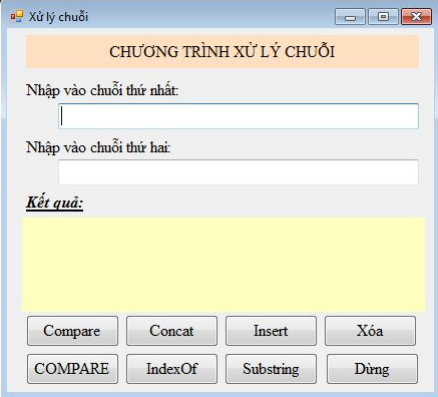 Xử lý chuỗi
CHƯƠNG TRÌNH XỬ LÝ CHUỖI
Nhập vào chuỗi thứ nhất:
Nhập vào chuỗi thứ hai:
Kết quả:
Compare Concat Insert Xóa
COMPARE IndexOf Substring Dừng